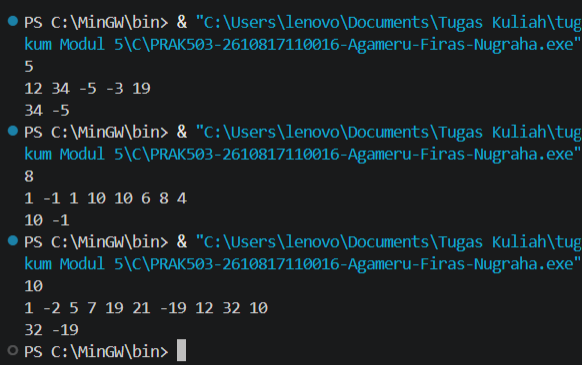 PS C:\MinGW\bin> & "C:\Users\lenovo\Documents\Tugas Kuliah\tug
kum Modul 5\C\PRAK503-2610817110016-Agameru-Firas-Nugraha.exe"
5
12 34 -5 -3 19
34 -5
PS C:\MinGW\bin> & "C:\Users\lenovo\Documents\Tugas Kuliah\tug
kum Modul 5\C\PRAK503-2610817110016-Agameru-Firas-Nugraha.exe"
8
1 -1 1 10 10 6 8 4
10 -1
PS C:\MinGW\bin> & "C:\Users\lenovo\Documents\Tugas Kuliah\tug
kum Modul 5\C\PRAK503-2610817110016-Agameru-Firas-Nugraha.exe"
10
1 -2 5 7 19 21 -19 12 32 10
32 -19
PS C:\MinGW\bin>